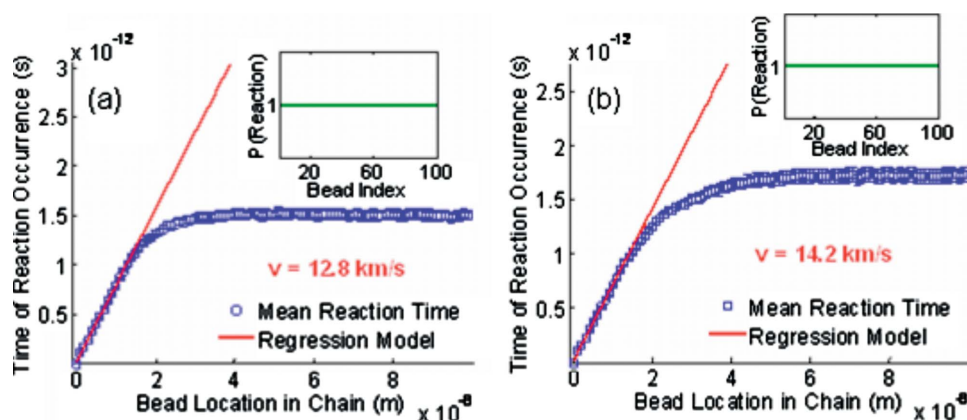 x 10⁻¹²
3
2.5
2
1.5
1
0.5
0
Time of Reaction Occurrence (s)
(a)
P(Reaction)
1
20 60 100
Bead Index
v = 12.8 km/s
Mean Reaction Time
Regression Model
0 2 4 6 8
Bead Location in Chain (m)
x 10⁻⁸
x 10⁻¹²
2.5
2
1.5
1
0.5
0
Time of Reaction Occurrence (s)
(b)
P(Reaction)
1
20 60 100
Bead Index
v = 14.2 km/s
Mean Reaction Time
Regression Model
0 2 4 6 8
Bead Location in Chain (m)
x 10⁻⁸